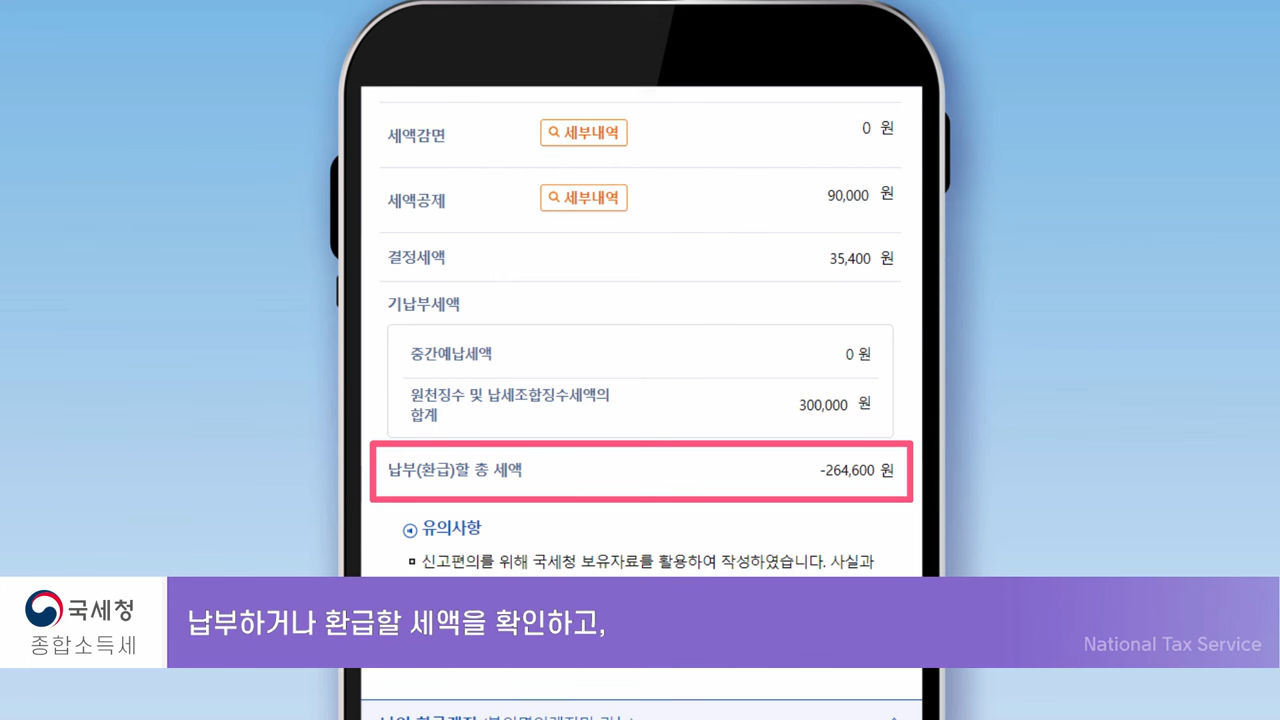 세액감면 세부내역 0 원
세액공제 세부내역 90,000 원
결정세액 35,400 원
기납부세액
중간예납세액 0 원
원천징수 및 납세조합징수세액의
합계 300,000 원
납부(환급)할 총 세액 -264,600 원
유의사항
신고편의를 위해 국세청 보유자료를 활용하여 작성하였습니다. 사실과
국세청
종합소득세
납부하거나 환급할 세액을 확인하고,
National Tax Service